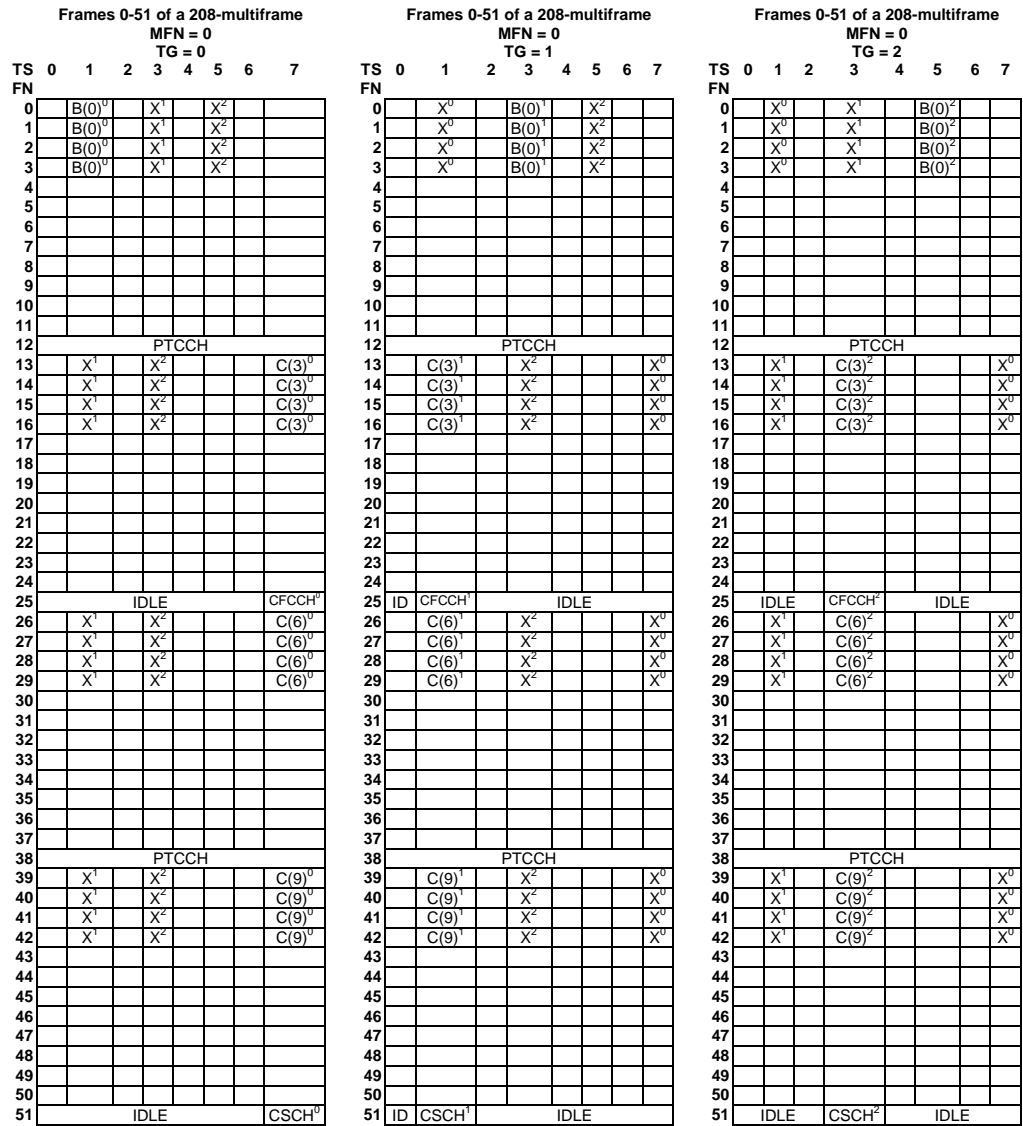 Frames 0-51 of a 208-multiframe
MFN = 0
TG = 0
TS 0 1 2 3 4 5 6 7
FN
0 B(0)⁰ X¹ X²
1 B(0)⁰ X¹ X²
2 B(0)⁰ X¹ X²
3 B(0)⁰ X¹ X²
4
5
6
7
8
9
10
11
12 PTCCH
13 X¹ X² C(3)⁰
14 X¹ X² C(3)⁰
15 X¹ X² C(3)⁰
16 X¹ X² C(3)⁰
17
18
19
20
21
22
23
24
25 IDLE CFCCH⁰
26 X¹ X² C(6)⁰
27 X¹ X² C(6)⁰
28 X¹ X² C(6)⁰
29 X¹ X² C(6)⁰
30
31
32
33
34
35
36
37
38 PTCCH
39 X¹ X² C(9)⁰
40 X¹ X² C(9)⁰
41 X¹ X² C(9)⁰
42 X¹ X² C(9)⁰
43
44
45
46
47
48
49
50
51 IDLE CSCH⁰
Frames 0-51 of a 208-multiframe
MFN = 0
TG = 1
TS 0 1 2 3 4 5 6 7
FN
0 X⁰ B(0)¹ X²
1 X⁰ B(0)¹ X²
2 X⁰ B(0)¹ X²
3 X⁰ B(0)¹ X²
4
5
6
7
8
9
10
11
12 PTCCH
13 C(3)¹ X² X⁰
14 C(3)¹ X² X⁰
15 C(3)¹ X² X⁰
16 C(3)¹ X² X⁰
17
18
19
20
21
22
23
24
25 ID CFCCH¹ IDLE
26 C(6)¹ X² X⁰
27 C(6)¹ X² X⁰
28 C(6)¹ X² X⁰
29 C(6)¹ X² X⁰
30
31
32
33
34
35
36
37
38 PTCCH
39 C(9)¹ X² X⁰
40 C(9)¹ X² X⁰
41 C(9)¹ X² X⁰
42 C(9)¹ X² X⁰
43
44
45
46
47
48
49
50
51 ID CSCH¹ IDLE
Frames 0-51 of a 208-multiframe
MFN = 0
TG = 2
TS 0 1 2 3 4 5 6 7
FN
0 X⁰ X¹ B(0)²
1 X⁰ X¹ B(0)²
2 X⁰ X¹ B(0)²
3 X⁰ X¹ B(0)²
4
5
6
7
8
9
10
11
12 PTCCH
13 X¹ C(3)² X⁰
14 X¹ C(3)² X⁰
15 X¹ C(3)² X⁰
16 X¹ C(3)² X⁰
17
18
19
20
21
22
23
24
25 IDLE CFCCH² IDLE
26 X¹ C(6)² X⁰
27 X¹ C(6)² X⁰
28 X¹ C(6)² X⁰
29 X¹ C(6)² X⁰
30
31
32
33
34
35
36
37
38 PTCCH
39 X¹ C(9)² X⁰
40 X¹ C(9)² X⁰
41 X¹ C(9)² X⁰
42 X¹ C(9)² X⁰
43
44
45
46
47
48
49
50
51 IDLE CSCH² IDLE